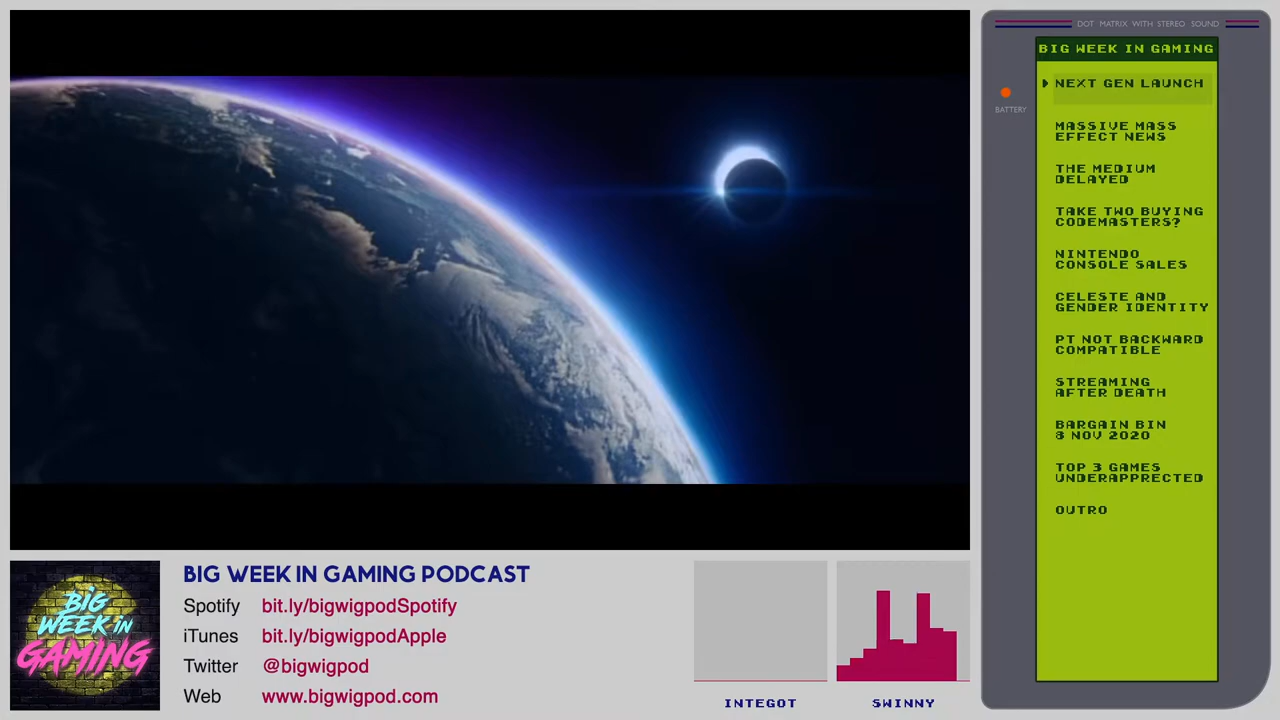 DOT MATRIX WITH STEREO SOUND
BATTERY
BIG WEEK IN GAMING
NEXT GEN LAUNCH
MASSIVE MASS
EFFECT NEWS
THE MEDIUM
DELAYED
TAKE TWO BUYING
CODEMASTERS?
NINTENDO
CONSOLE SALES
CELESTE AND
GENDER IDENTITY
PT NOT BACKWARD
COMPATIBLE
STREAMING
AFTER DEATH
BARGAIN BIN
8 NOV 2020
TOP 3 GAMES
UNDERAPPRECTED
OUTRO
BIG
WEEK IN
GAMING
BIG WEEK IN GAMING PODCAST
Spotify bit.ly/bigwigpodSpotify
iTunes bit.ly/bigwigpodApple
Twitter @bigwigpod
Web www.bigwigpod.com
INTEGOT
SWINNY